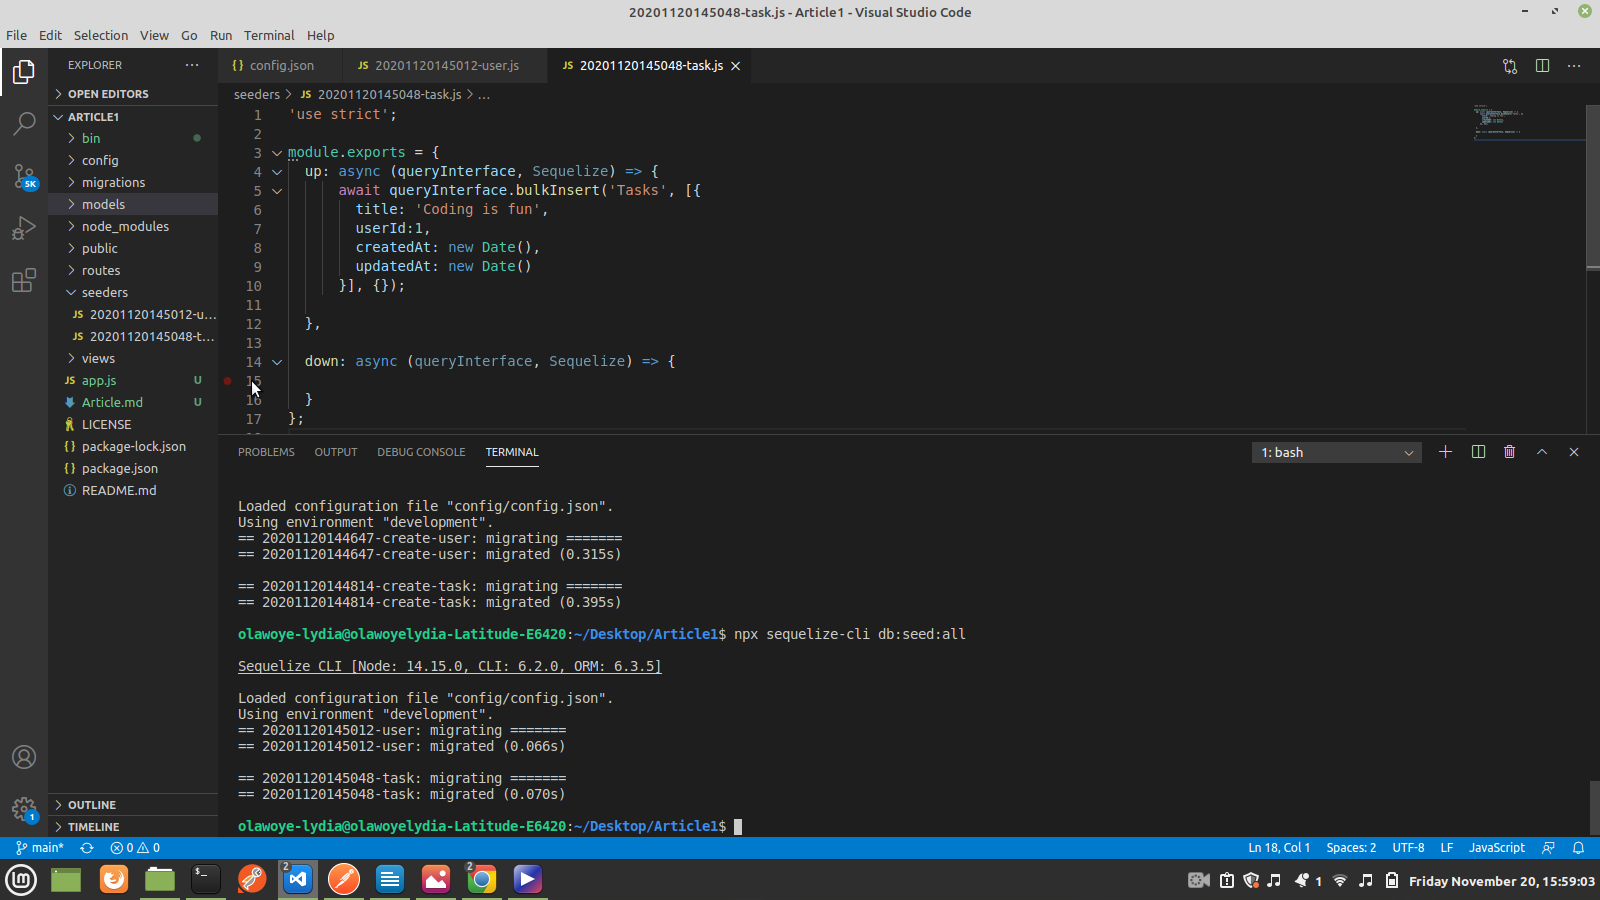 20201120145048-task.js - Article1 - Visual Studio Code
File Edit Selection View Go Run Terminal Help
EXPLORER
OPEN EDITORS
ARTICLE1
bin
config
migrations
models
node_modules
public
routes
seeders
JS 20201120145012-u...
JS 20201120145048-t...
views
JS app.js U
Article.md U
LICENSE
{} package-lock.json
{} package.json
README.md
OUTLINE
TIMELINE
SK
1
{} config.json
JS 20201120145012-user.js
JS 20201120145048-task.js
seeders > JS 20201120145048-task.js > ...
1 'use strict';
2
3 module.exports = {
4 up: async (queryInterface, Sequelize) => {
5 await queryInterface.bulkInsert('Tasks', [{
6 title: 'Coding is fun',
7 userId:1,
8 createdAt: new Date(),
9 updatedAt: new Date()
10 }], {});
11
12 },
13
14 down: async (queryInterface, Sequelize) => {
15
16 }
17 };
PROBLEMS OUTPUT DEBUG CONSOLE TERMINAL
1: bash
Loaded configuration file "config/config.json".
Using environment "development".
== 20201120144647-create-user: migrating =======
== 20201120144647-create-user: migrated (0.315s)
== 20201120144814-create-task: migrating =======
== 20201120144814-create-task: migrated (0.395s)
olawoye-lydia@olawoyelydia-Latitude-E6420:~/Desktop/Article1$ npx sequelize-cli db:seed:all
Sequelize CLI [Node: 14.15.0, CLI: 6.2.0, ORM: 6.3.5]
Loaded configuration file "config/config.json".
Using environment "development".
== 20201120145012-user: migrating =======
== 20201120145012-user: migrated (0.066s)
== 20201120145048-task: migrating =======
== 20201120145048-task: migrated (0.070s)
olawoye-lydia@olawoyelydia-Latitude-E6420:~/Desktop/Article1$
main* 0 0
Ln 18, Col 1 Spaces: 2 UTF-8 LF JavaScript
2
2
1
Friday November 20, 15:59:03